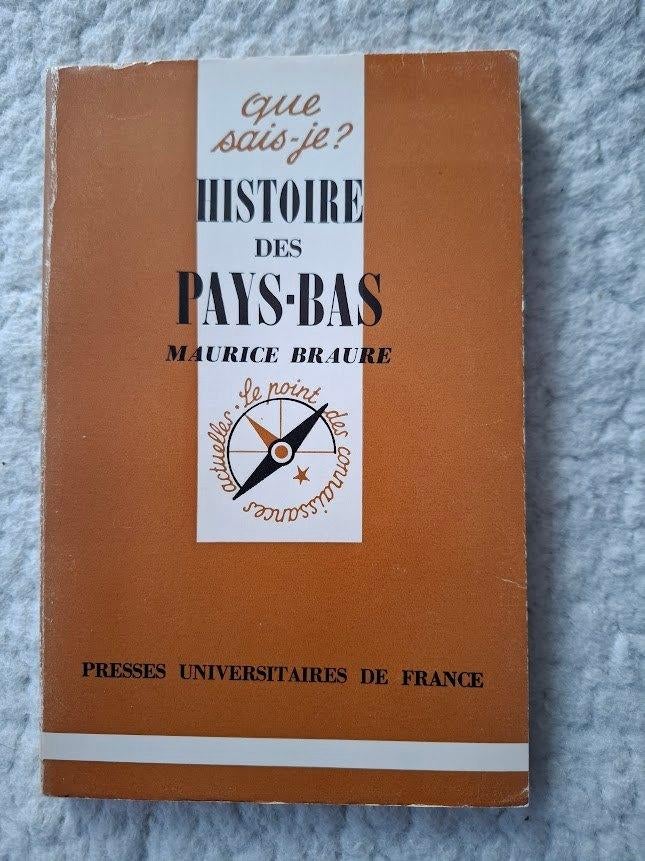 que
sais-je?
HISTOIRE
DES
PAYS-BAS
MAURICE BRAURE
Le point des connaissances actuelles •
PRESSES UNIVERSITAIRES DE FRANCE